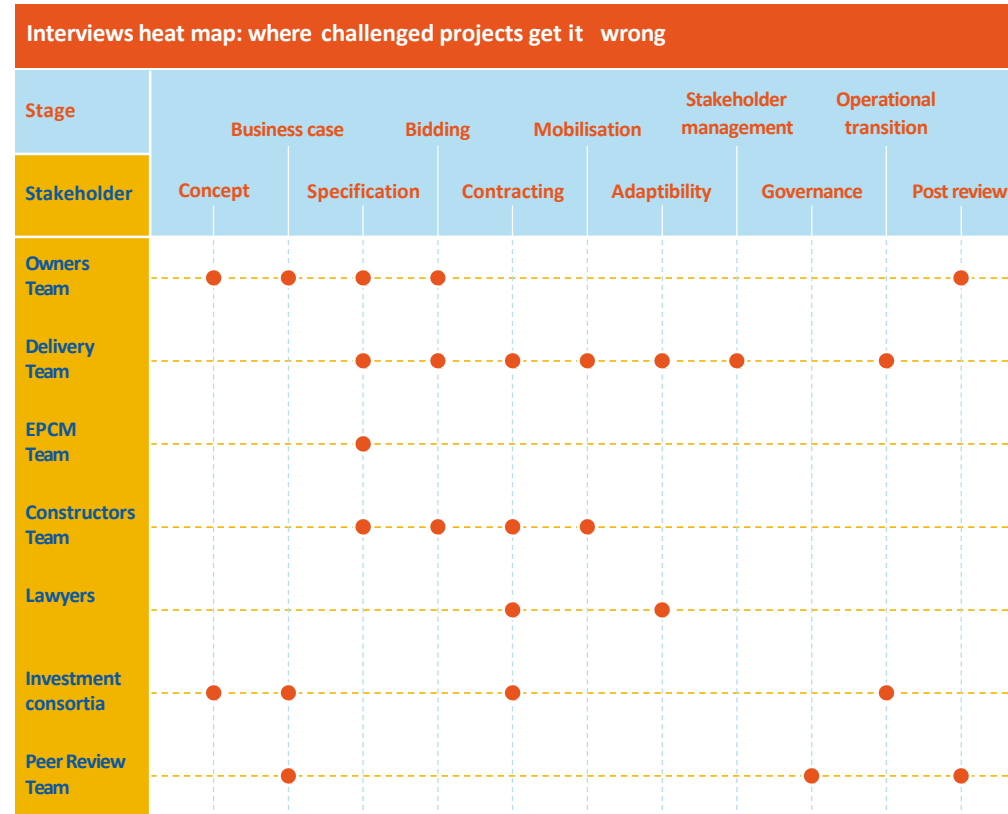 Interviews heat map: where challenged projects get it wrong
Stage
Business case
Bidding
Mobilisation
Stakeholder
management
Operational
transition
Stakeholder
Concept
Specification
Contracting
Adaptibility
Governance
Post review
Owners
Team
Delivery
Team
EPCM
Team
Constructors
Team
Lawyers
Investment
consortia
Peer Review
Team